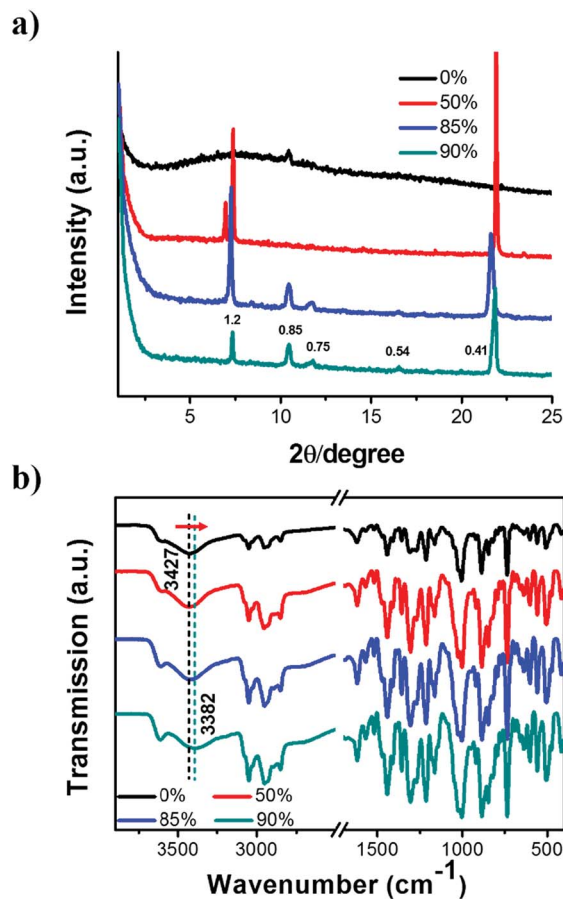 a)
Intensity (a.u.)
0%
50%
85%
90%
1.2
0.85
0.75
0.54
0.41
5
10
15
20
25
2θ/degree
b)
Transmission (a.u.)
3427
3382
0% 50%
85% 90%
3500 3000 1500 1000 500
Wavenumber (cm⁻¹)